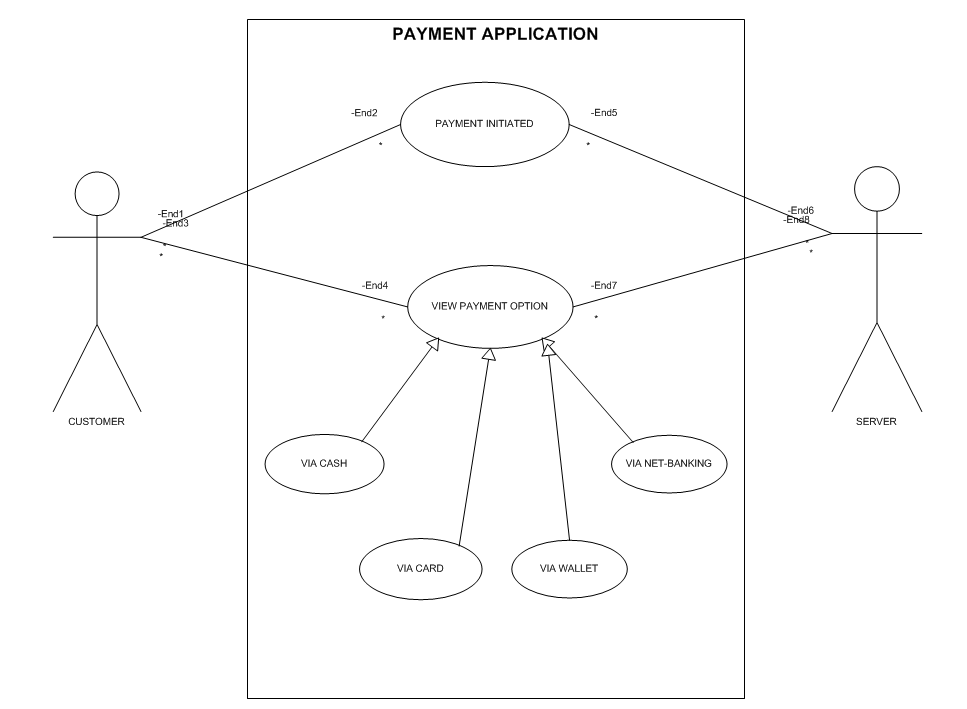 PAYMENT APPLICATION
-End2
-End5
PAYMENT INITIATED
*
*
-End1
-End3
-End6
-End8
*
*
*
*
-End4
-End7
VIEW PAYMENT OPTION
*
*
CUSTOMER
SERVER
VIA CASH
VIA NET-BANKING
VIA CARD
VIA WALLET